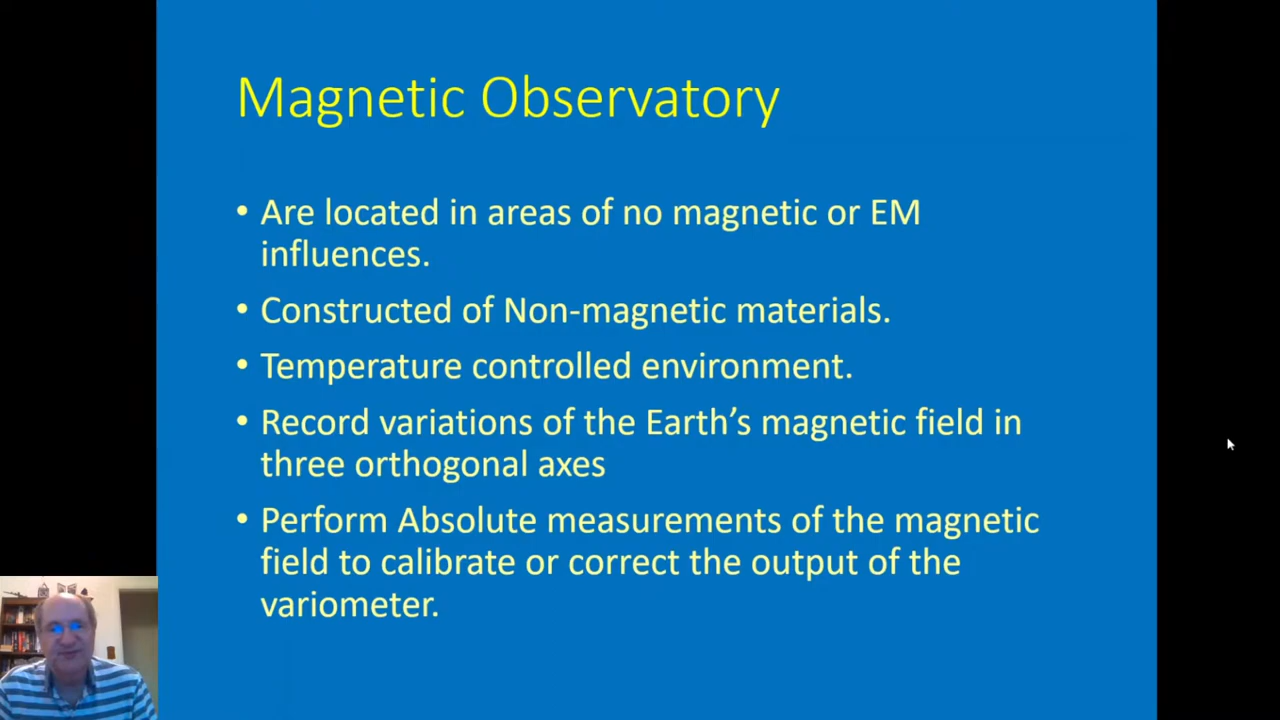 Magnetic Observatory
• Are located in areas of no magnetic or EM
influences.
• Constructed of Non-magnetic materials.
• Temperature controlled environment.
• Record variations of the Earth’s magnetic field in
three orthogonal axes
• Perform Absolute measurements of the magnetic
field to calibrate or correct the output of the
variometer.